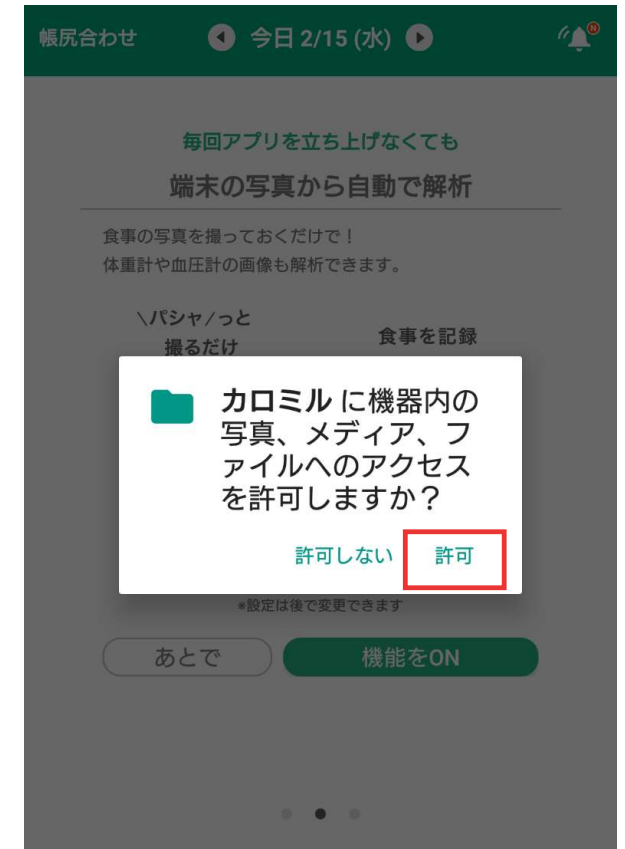 帳尻合わせ
今日 2/15 (水)
N
毎回アプリを立ち上げなくても
端末の写真から自動で解析
食事の写真を撮っておくだけで！
体重計や血圧計の画像も解析できます。
\パシャ/っと
撮るだけ
食事を記録
カロミル に機器内の
写真、メディア、フ
ァイルへのアクセス
を許可しますか？
許可しない
許可
*設定は後で変更できます
あとで
機能をON